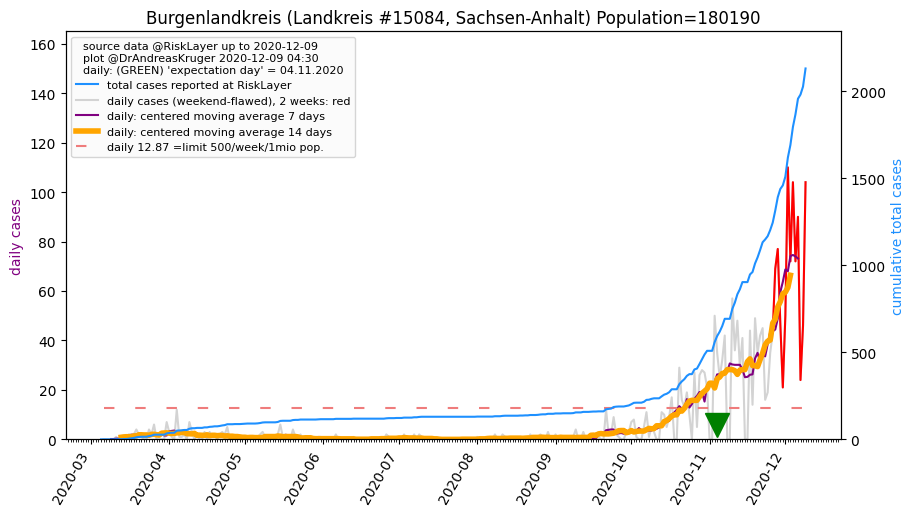 Burgenlandkreis (Landkreis #15084, Sachsen-Anhalt) Population=180190
source data @RiskLayer up to 2020-12-09
plot @DrAndreasKruger 2020-12-09 04:30
daily: (GREEN) 'expectation day' = 04.11.2020
total cases reported at RiskLayer
daily cases (weekend-flawed), 2 weeks: red
daily: centered moving average 7 days
daily: centered moving average 14 days
daily 12.87 =limit 500/week/1mio pop.
daily cases
160
140
120
100
80
60
40
20
0
cumulative total cases
2000
1500
1000
500
0
2020-03
2020-04
2020-05
2020-06
2020-07
2020-08
2020-09
2020-10
2020-11
2020-12